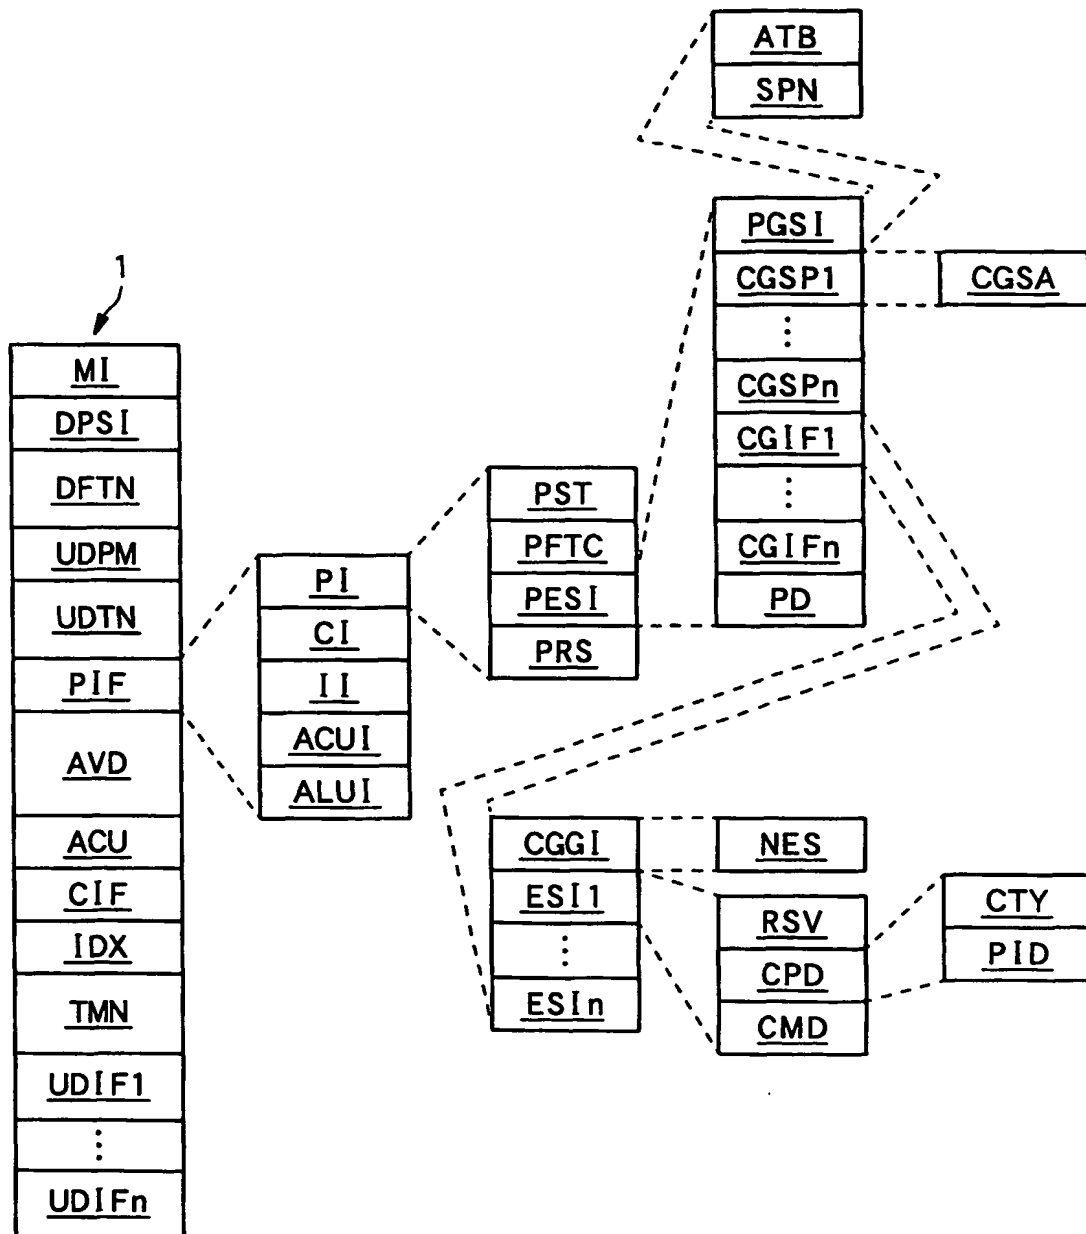 1
MI
DPSI
DFTN
UDPM
UDTN
PIF
AVD
ACU
CIF
IDX
TMN
UDIF1
⋮
UDIFn
PI
CI
II
ACUI
ALUI
PST
PFTC
PESI
PRS
ATB
SPN
PGSI
CGSP1
⋮
CGSPn
CGIF1
⋮
CGIFn
PD
CGSA
CGGI
ESI1
⋮
ESIn
NES
RSV
CPD
CMD
CTY
PID